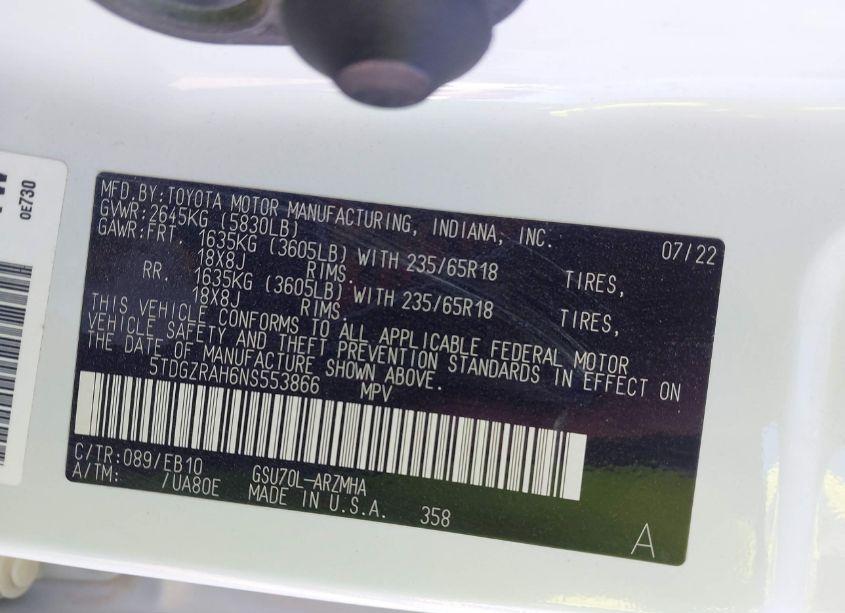 0E730
MFD.BY:TOYOTA MOTOR MANUFACTURING, INDIANA, INC. 07/22
GVWR:2645KG (5830LB)
GAWR:FRT. 1635KG (3605LB) WITH 235/65R18 TIRES,
18X8J RIMS.
RR. 1635KG (3605LB) WITH 235/65R18 TIRES,
18X8J RIMS.
THIS VEHICLE CONFORMS TO ALL APPLICABLE FEDERAL MOTOR
VEHICLE SAFETY AND THEFT PREVENTION STANDARDS IN EFFECT ON
THE DATE OF MANUFACTURE SHOWN ABOVE.
5TDGZRAH6NS553866 MPV
C/TR:089/EB10 GSU70L-ARZMHA
A/TM: /UA80E MADE IN U.S.A. 358
A